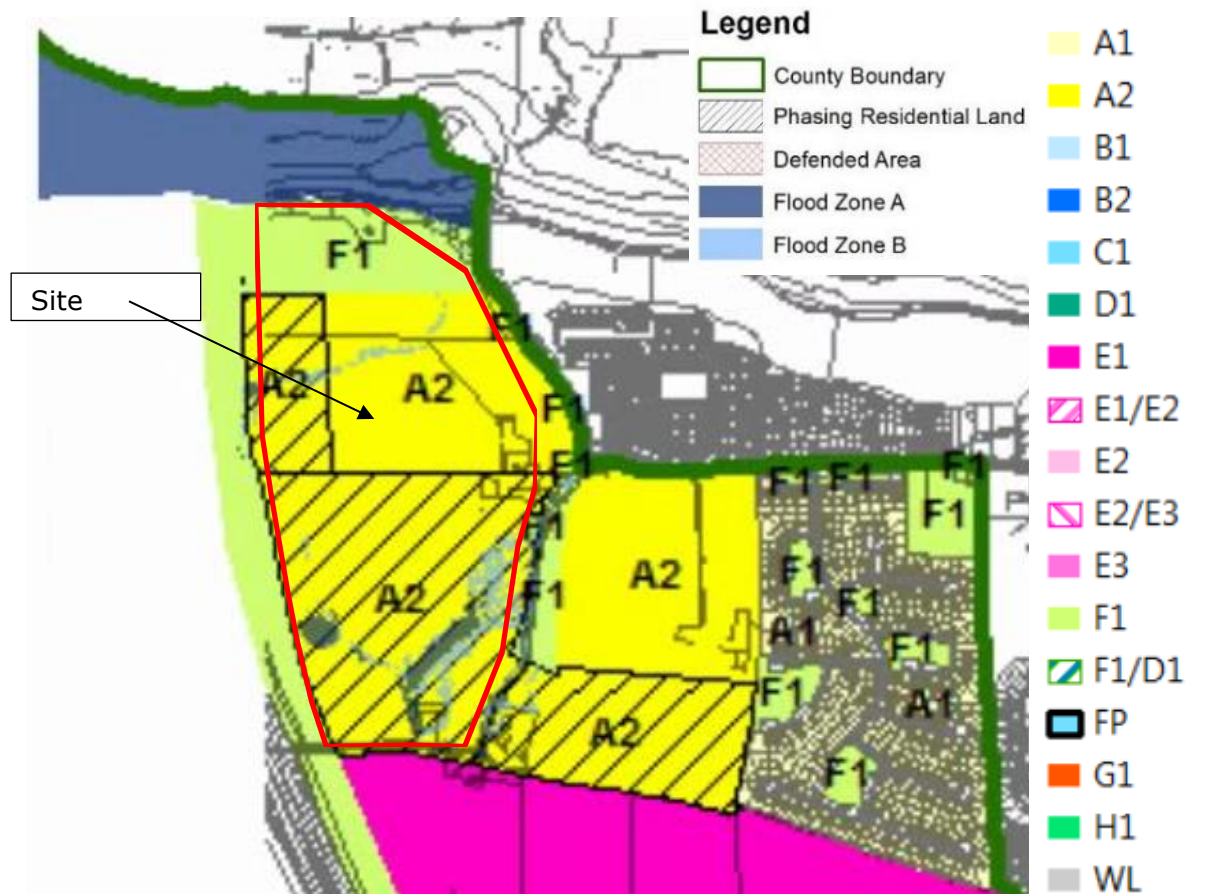 Legend
County Boundary
Phasing Residential Land
Defended Area
Flood Zone A
Flood Zone B
A1
A2
B1
B2
C1
D1
E1
E1/E2
E2
E2/E3
E3
F1
F1/D1
FP
G1
H1
WL
Site
F1
F1
A2
A2
F1
F1
F1
F1
F1
F1
F1
A2
A2
F1
F1
F1
A1
F1
F1
A1
A2
F1